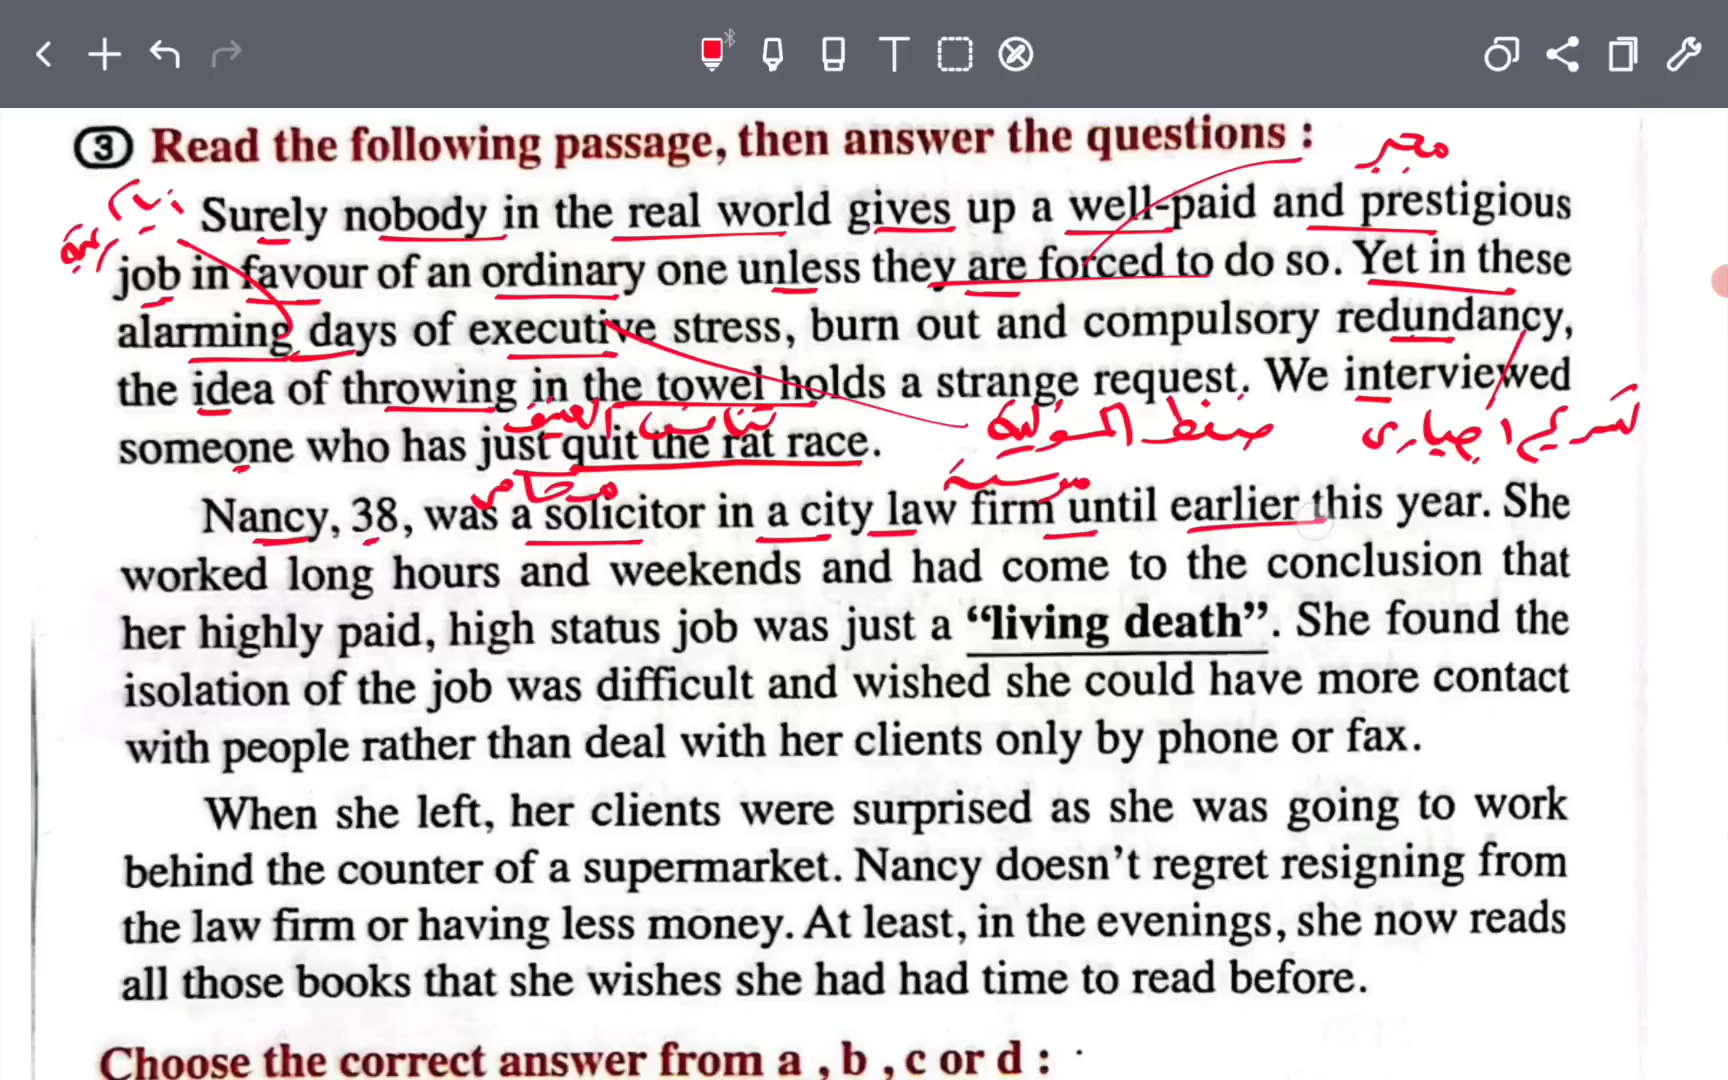 3 Read the following passage, then answer the questions :
مجبر
Surely nobody in the real world gives up a well-paid and prestigious
job in favour of an ordinary one unless they are forced to do so. Yet in these
alarming days of executive stress, burn out and compulsory redundancy,
the idea of throwing in the towel holds a strange request. We interviewed
ضغط المسؤلية
تسريح اجبارى
someone who has just quit the rat race.
محامى
مؤسسة
Nancy, 38, was a solicitor in a city law firm until earlier this year. She
worked long hours and weekends and had come to the conclusion that
her highly paid, high status job was just a “living death”. She found the
isolation of the job was difficult and wished she could have more contact
with people rather than deal with her clients only by phone or fax.
When she left, her clients were surprised as she was going to work
behind the counter of a supermarket. Nancy doesn’t regret resigning from
the law firm or having less money. At least, in the evenings, she now reads
all those books that she wishes she had had time to read before.
Choose the correct answer from a , b , c or d :